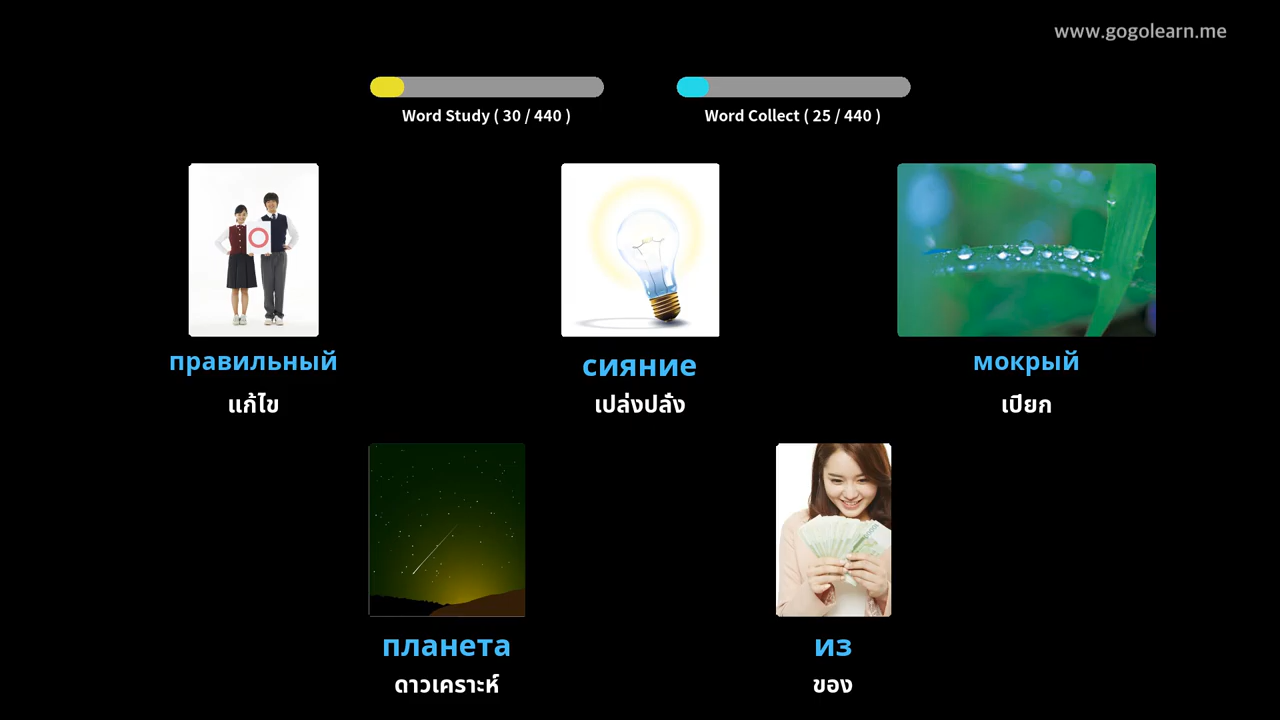 www.gogolearn.me
Word Study ( 30 / 440 )
Word Collect ( 25 / 440 )
правильный
сияние
мокрый
แก้ไข
เปล่งปลั่ง
เปียก
планета
из
ดาวเคราะห์
ของ